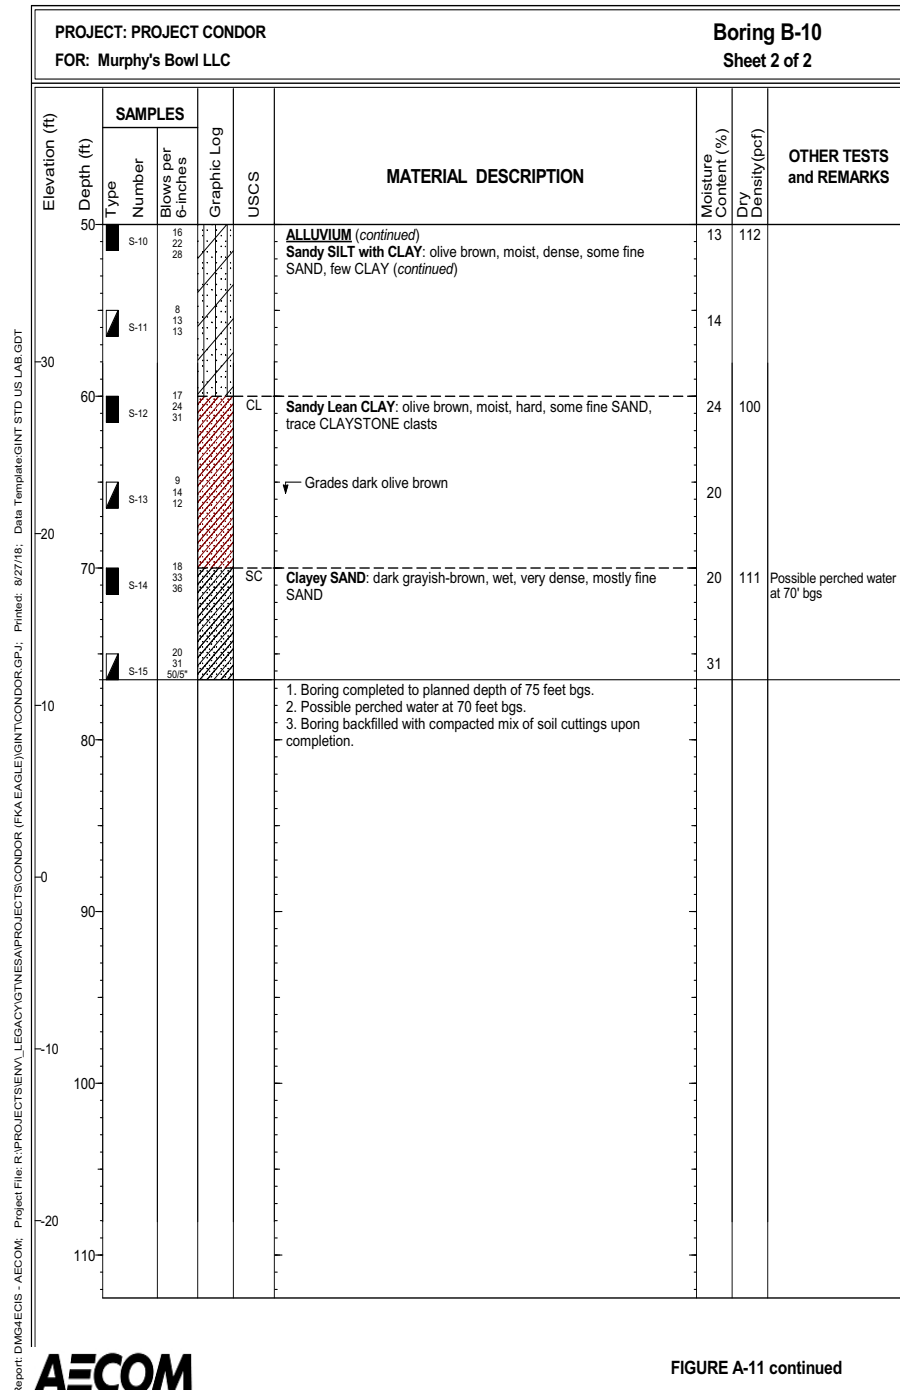 PROJECT: PROJECT CONDOR
FOR: Murphy's Bowl LLC
Boring B-10
Sheet 2 of 2
Elevation (ft)
Depth (ft)
SAMPLES
Type
Number
Blows per
6-inches
Graphic Log
USCS
MATERIAL DESCRIPTION
Moisture
Content (%)
Dry
Density(pcf)
OTHER TESTS
and REMARKS
50
S-10
16
22
28
ALLUVIUM (continued)
Sandy SILT with CLAY: olive brown, moist, dense, some fine
SAND, few CLAY (continued)
13
112
S-11
8
13
13
14
30
60
S-12
17
24
31
CL
Sandy Lean CLAY: olive brown, moist, hard, some fine SAND,
trace CLAYSTONE clasts
24
100
S-13
9
14
12
Grades dark olive brown
20
20
70
S-14
18
33
36
SC
Clayey SAND: dark grayish-brown, wet, very dense, mostly fine
SAND
20
111
Possible perched water
at 70' bgs
S-15
20
31
50/5"
31
1. Boring completed to planned depth of 75 feet bgs.
2. Possible perched water at 70 feet bgs.
3. Boring backfilled with compacted mix of soil cuttings upon
completion.
10
80
0
90
-10
100
-20
110
Report: DMG4ECIS - AECOM; Project File: R:\PROJECTS\ENV\_LEGACY\GT\NESA\PROJECTS\CONDOR (FKA EAGLE)\GINT\CONDOR.GPJ; Printed: 8/27/18; Data Template:GINT STD US LAB.GDT
AECOM
FIGURE A-11 continued